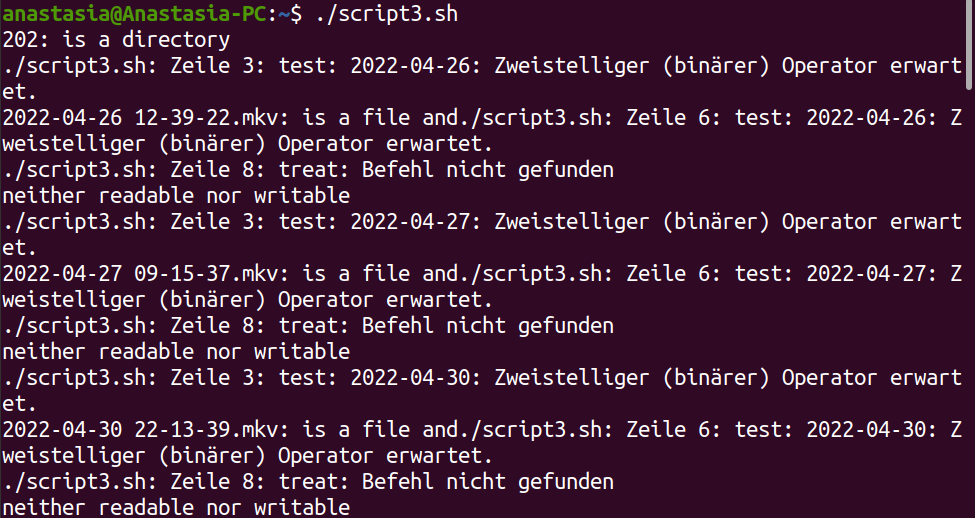 anastasia@Anastasia-PC:~$ ./script3.sh
202: is a directory
./script3.sh: Zeile 3: test: 2022-04-26: Zweistelliger (binärer) Operator erwart
et.
2022-04-26 12-39-22.mkv: is a file and./script3.sh: Zeile 6: test: 2022-04-26: Z
weistelliger (binärer) Operator erwartet.
./script3.sh: Zeile 8: treat: Befehl nicht gefunden
neither readable nor writable
./script3.sh: Zeile 3: test: 2022-04-27: Zweistelliger (binärer) Operator erwart
et.
2022-04-27 09-15-37.mkv: is a file and./script3.sh: Zeile 6: test: 2022-04-27: Z
weistelliger (binärer) Operator erwartet.
./script3.sh: Zeile 8: treat: Befehl nicht gefunden
neither readable nor writable
./script3.sh: Zeile 3: test: 2022-04-30: Zweistelliger (binärer) Operator erwart
et.
2022-04-30 22-13-39.mkv: is a file and./script3.sh: Zeile 6: test: 2022-04-30: Z
weistelliger (binärer) Operator erwartet.
./script3.sh: Zeile 8: treat: Befehl nicht gefunden
neither readable nor writable